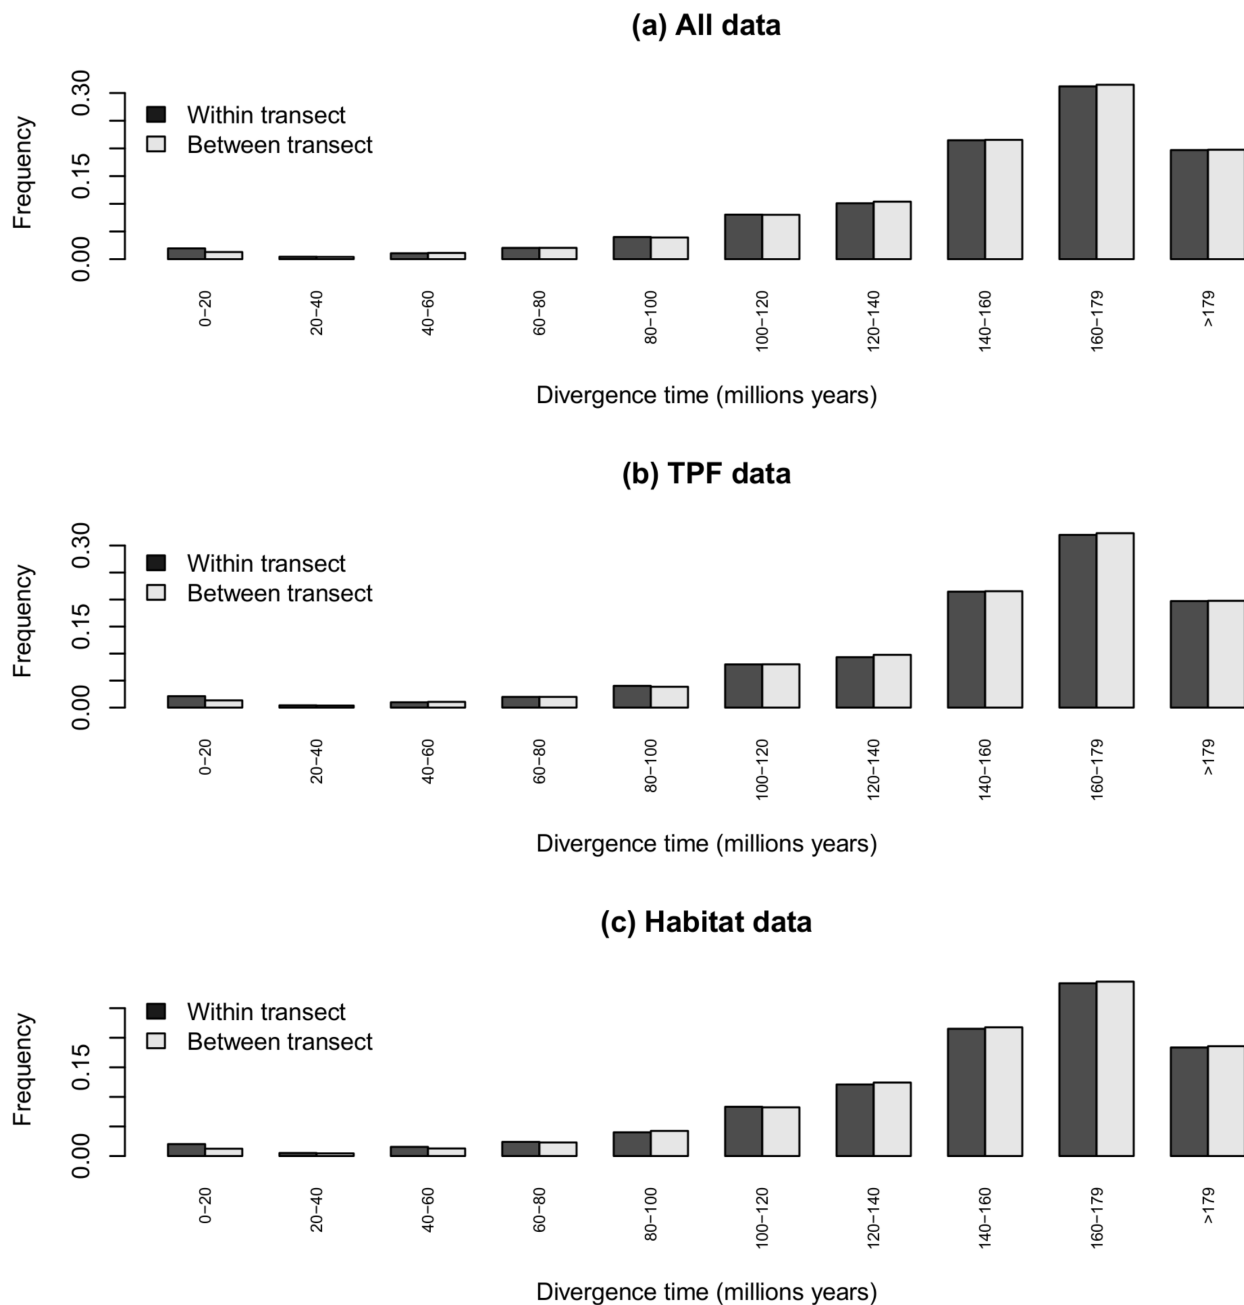 (a) All data
Frequency
0.00 0.15 0.30
Within transect
Between transect
0−20 20−40 40−60 60−80 80−100 100−120 120−140 140−160 160−179 >179
Divergence time (millions years)
(b) TPF data
Frequency
0.00 0.15 0.30
Within transect
Between transect
0−20 20−40 40−60 60−80 80−100 100−120 120−140 140−160 160−179 >179
Divergence time (millions years)
(c) Habitat data
Frequency
0.00 0.15
Within transect
Between transect
0−20 20−40 40−60 60−80 80−100 100−120 120−140 140−160 160−179 >179
Divergence time (millions years)